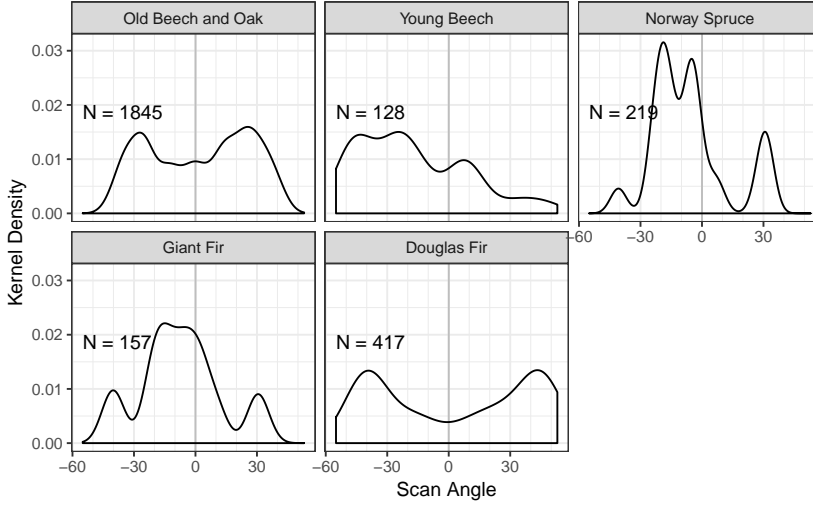 Old Beech and Oak
Young Beech
Norway Spruce
0.03
0.02
0.01
0.00
N = 1845
N = 128
N = 219
−60 −30 0 30
Kernel Density
Giant Fir
Douglas Fir
0.03
0.02
0.01
0.00
N = 157
N = 417
−60 −30 0 30
−60 −30 0 30
Scan Angle